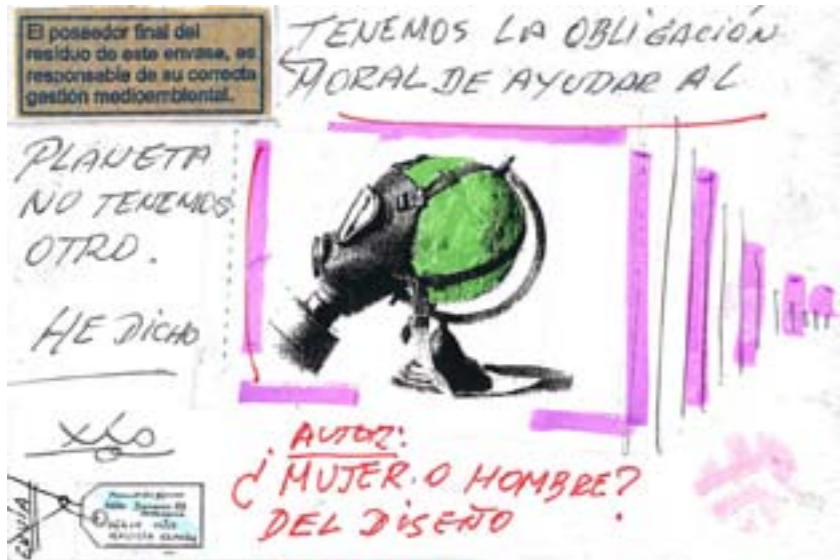 El poseedor final del
residuo de este envase, es
responsable de su correcta
gestión medioambiental.
TENEMOS LA OBLIGACIÓN
MORAL DE AYUDAR AL
PLANETA
NO TENEMOS
OTRO.
HE DICHO
AUTOR:
¿MUJER O HOMBRE?
DEL DISEÑO